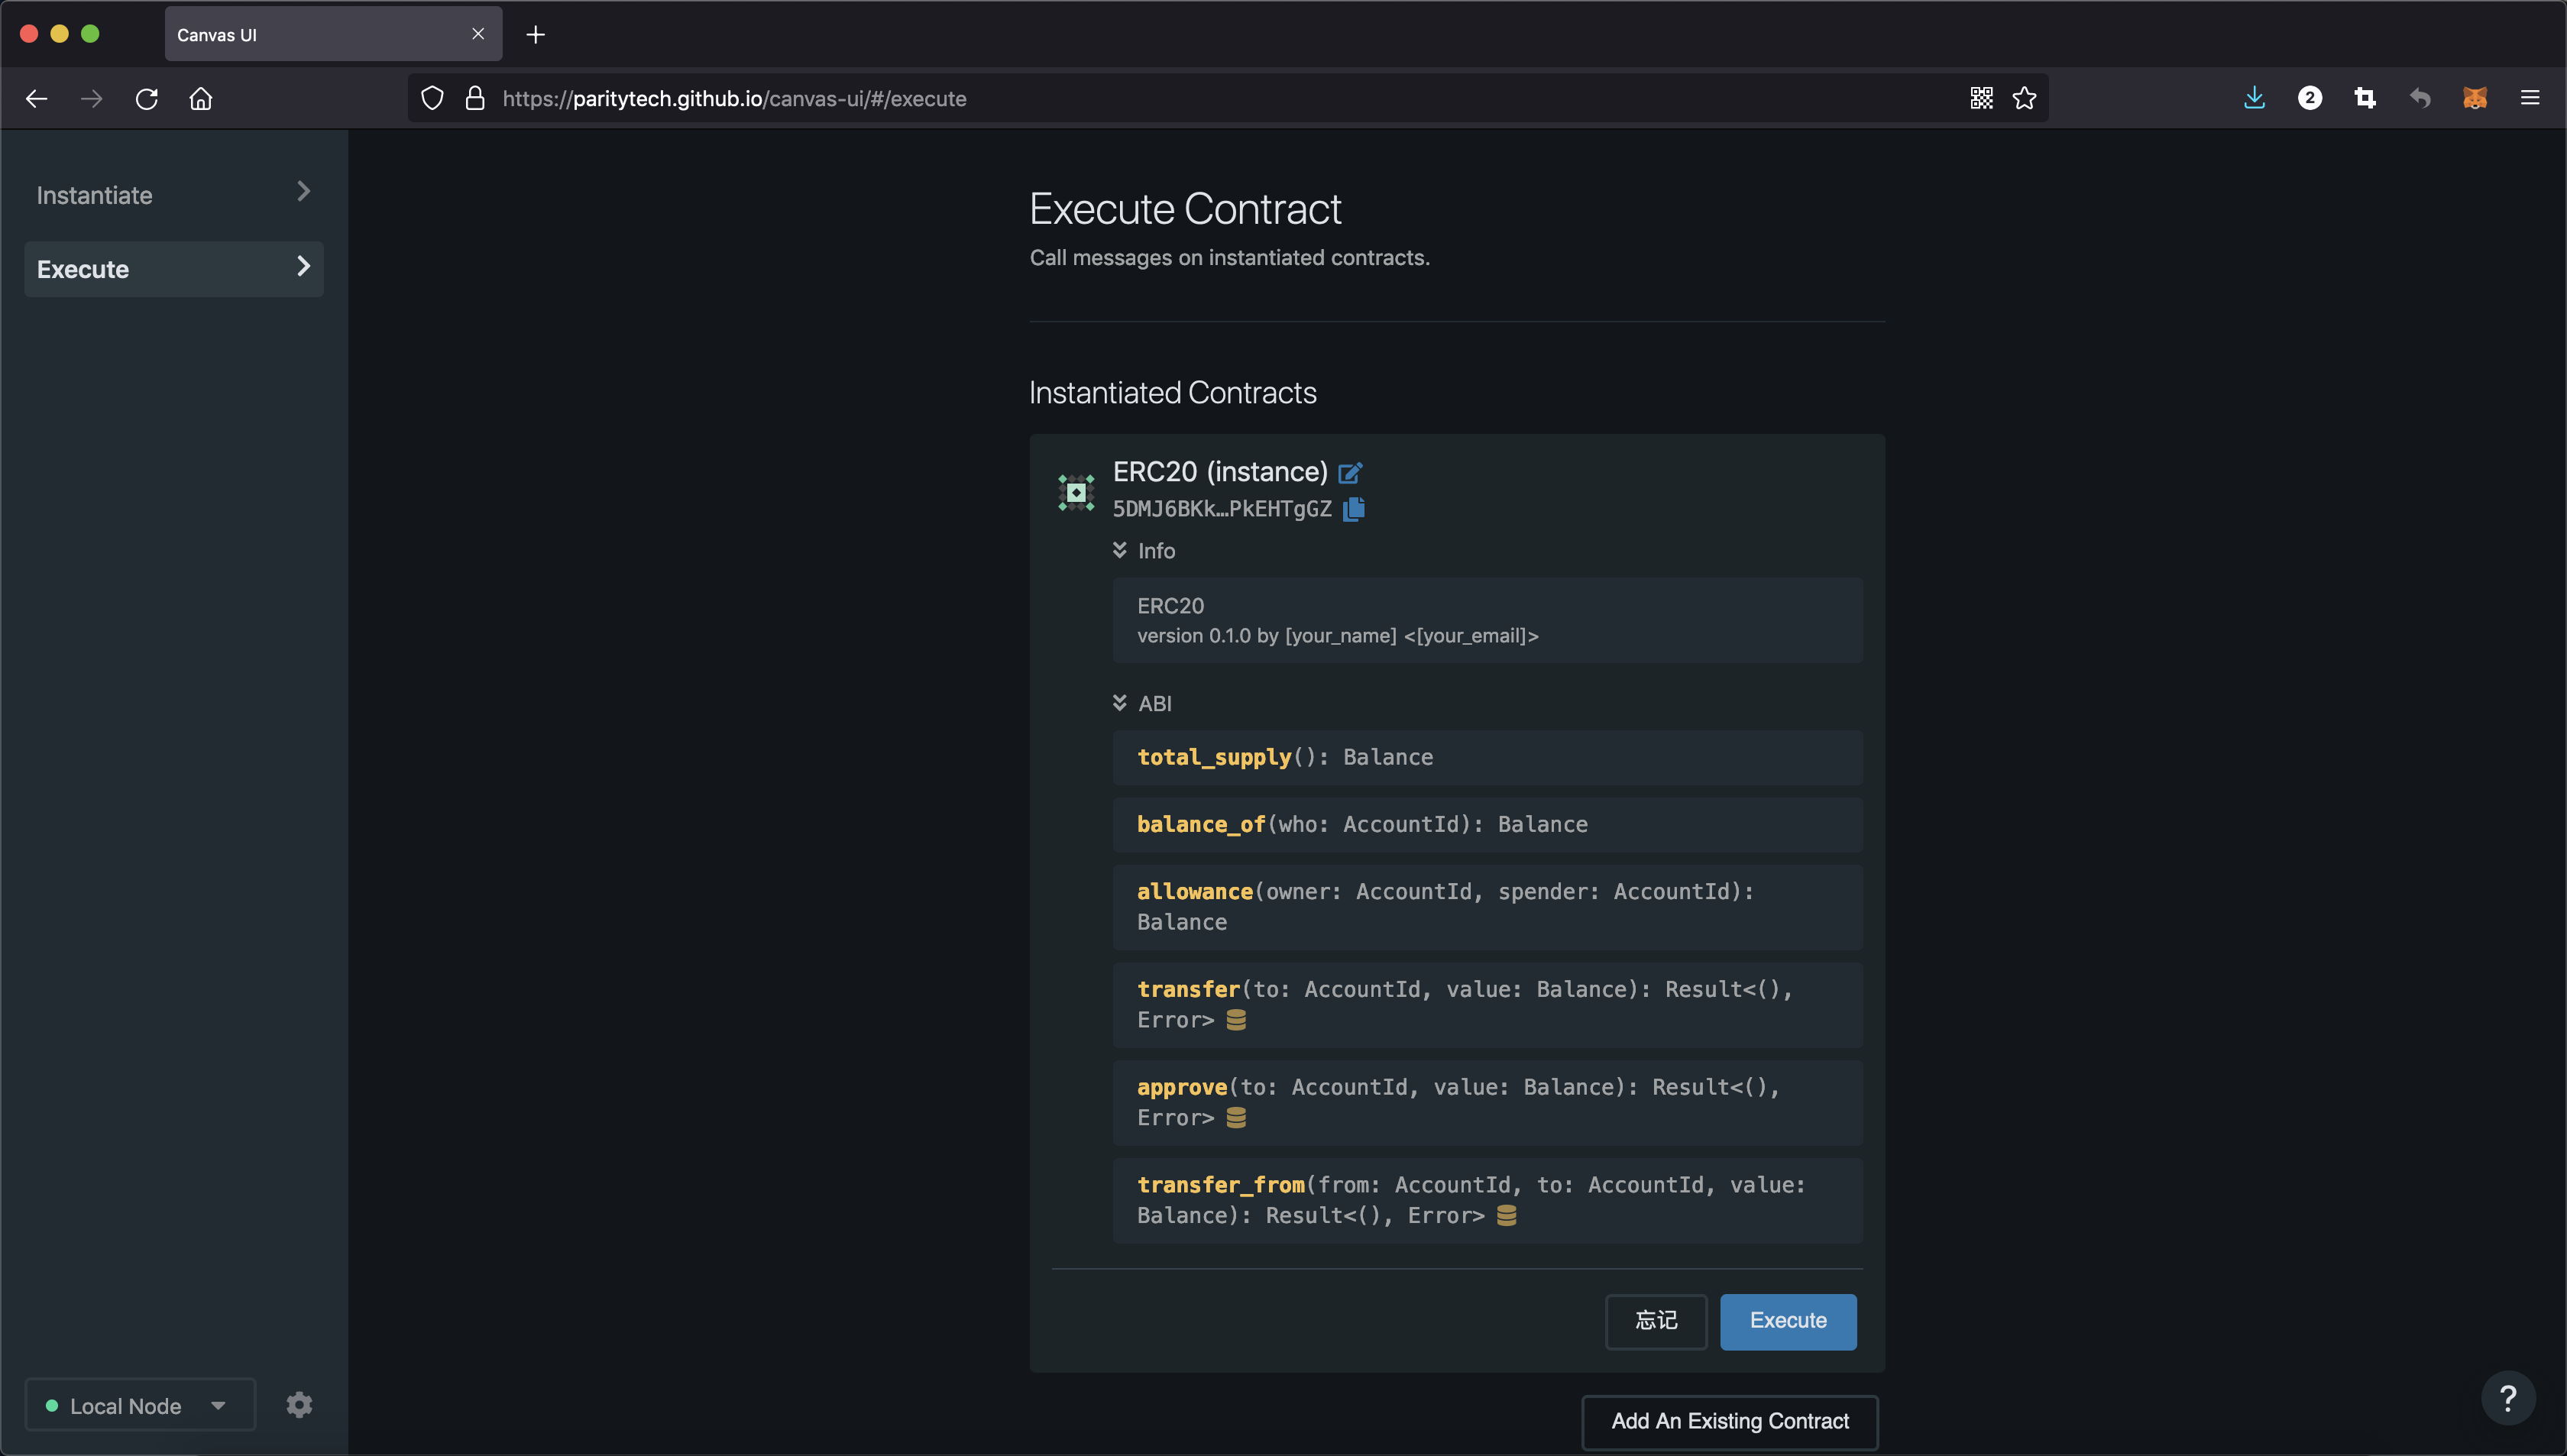 Canvas UI
https://paritytech.github.io/canvas-ui/#/execute
2
Instantiate
Execute
Execute Contract
Call messages on instantiated contracts.
Instantiated Contracts
ERC20 (instance)
5DMJ6BKk…PkEHTgGZ
Info
ERC20
version 0.1.0 by [your_name] <[your_email]>
ABI
total_supply(): Balance
balance_of(who: AccountId): Balance
allowance(owner: AccountId, spender: AccountId):
Balance
transfer(to: AccountId, value: Balance): Result<(),
Error>
approve(to: AccountId, value: Balance): Result<(),
Error>
transfer_from(from: AccountId, to: AccountId, value:
Balance): Result<(), Error>
忘记
Execute
Add An Existing Contract
Local Node
?